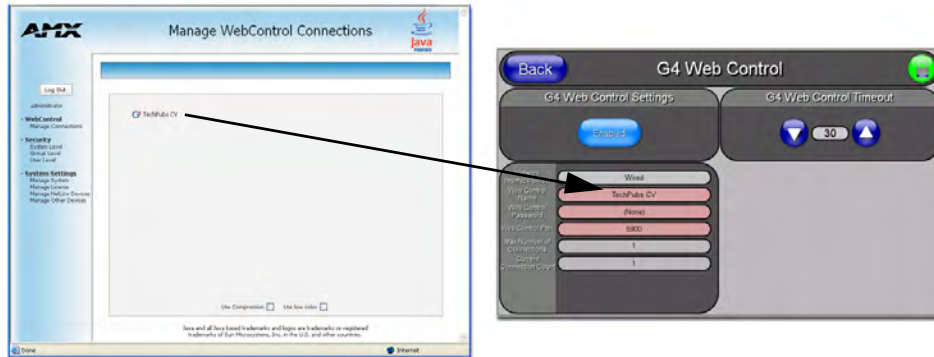 AMX
Manage WebControl Connections
Java
POWERED
Log Out
administrator
- WebControl
Manage Connections
- Security
System Level
Group Level
User Level
- System Settings
Manage System
Manage License
Manage NetLinx Devices
Manage Other Devices
TechPubs CV
Use Compression
Use low color
Java and all Java based trademarks and logos are trademarks or registered
trademarks of Sun Microsystems, Inc. in the U.S. and other countries.
Done
Internet
Back
G4 Web Control
G4 Web Control Settings
Enabled
G4 Web Control Timeout
30
Wired
Web Control
Name
TechPubs CV
Web Control
Password
(None)
Web Control Port
5900
Max Number of
Connections
1
Current
Connection Count
1